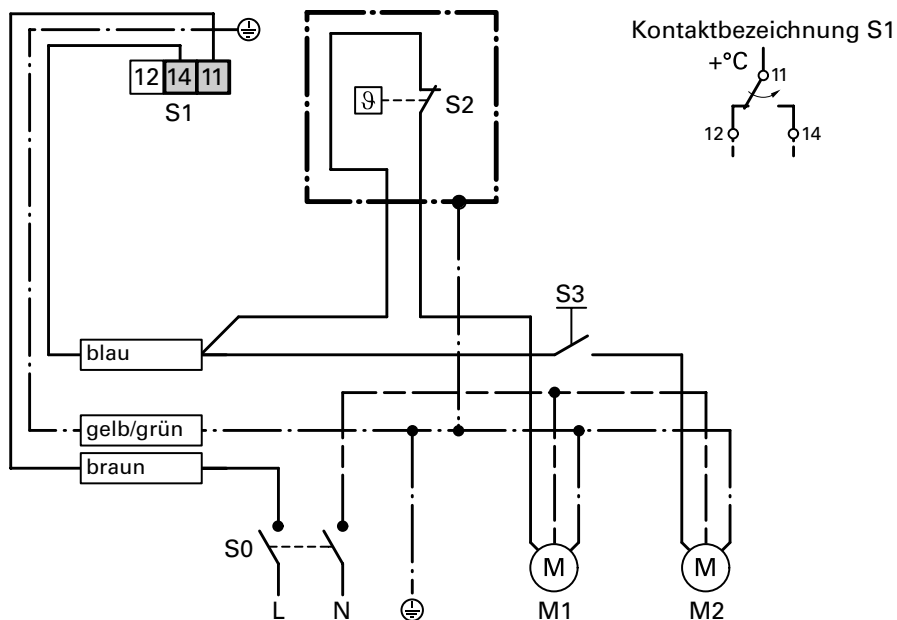 Kontaktbezeichnung S1
+°C
11
12
14
12 14 11
S1
ϑ
S2
S3
blau
gelb/grün
braun
S0
L
N
M
M1
M
M2